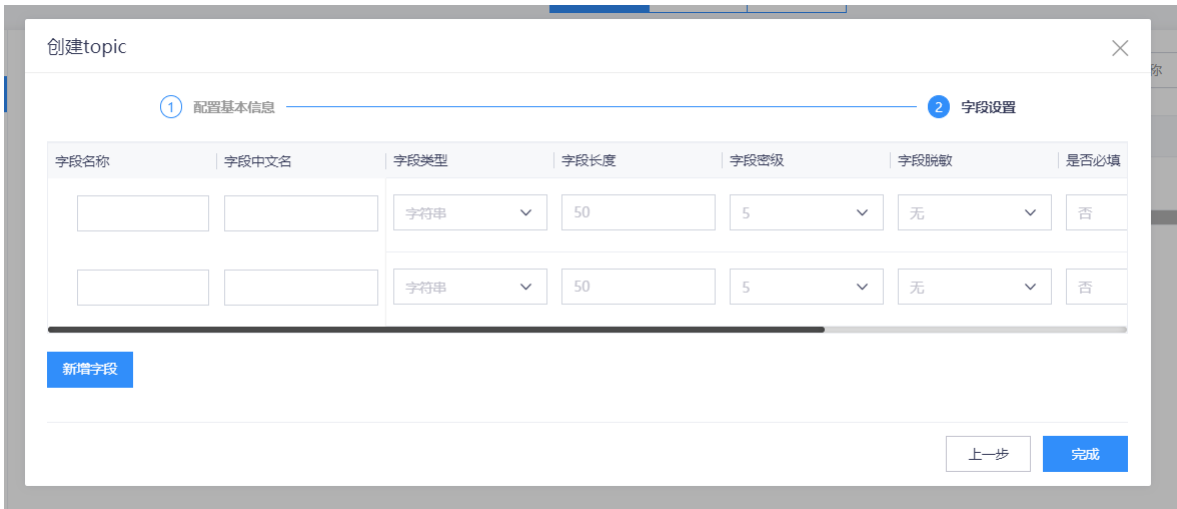 创建topic
称
1 配置基本信息 2 字段设置
字段名称 字段中文名 字段类型 字段长度 字段密级 字段脱敏 是否必填
字符串 50 5 无 否
字符串 50 5 无 否
新增字段
上一步 完成